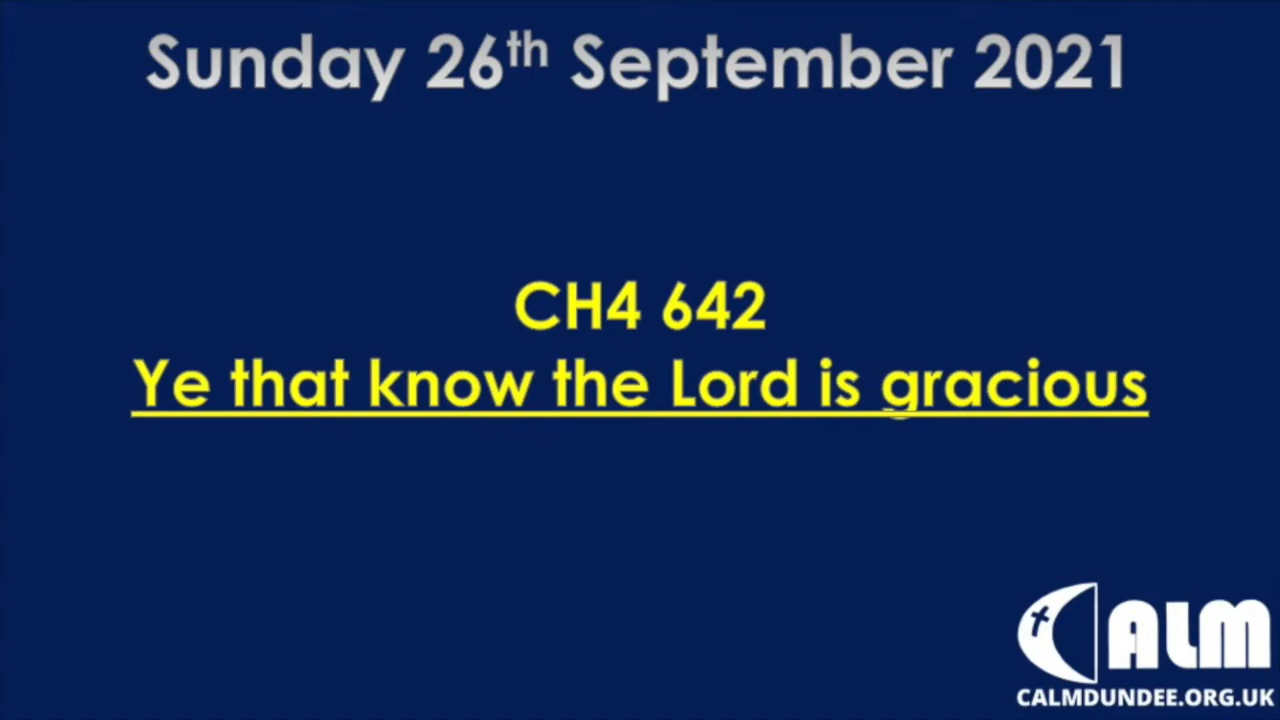 Sunday 26th September 2021
CH4 642
Ye that know the Lord is gracious
CALM
CALMDUNDEE.ORG.UK